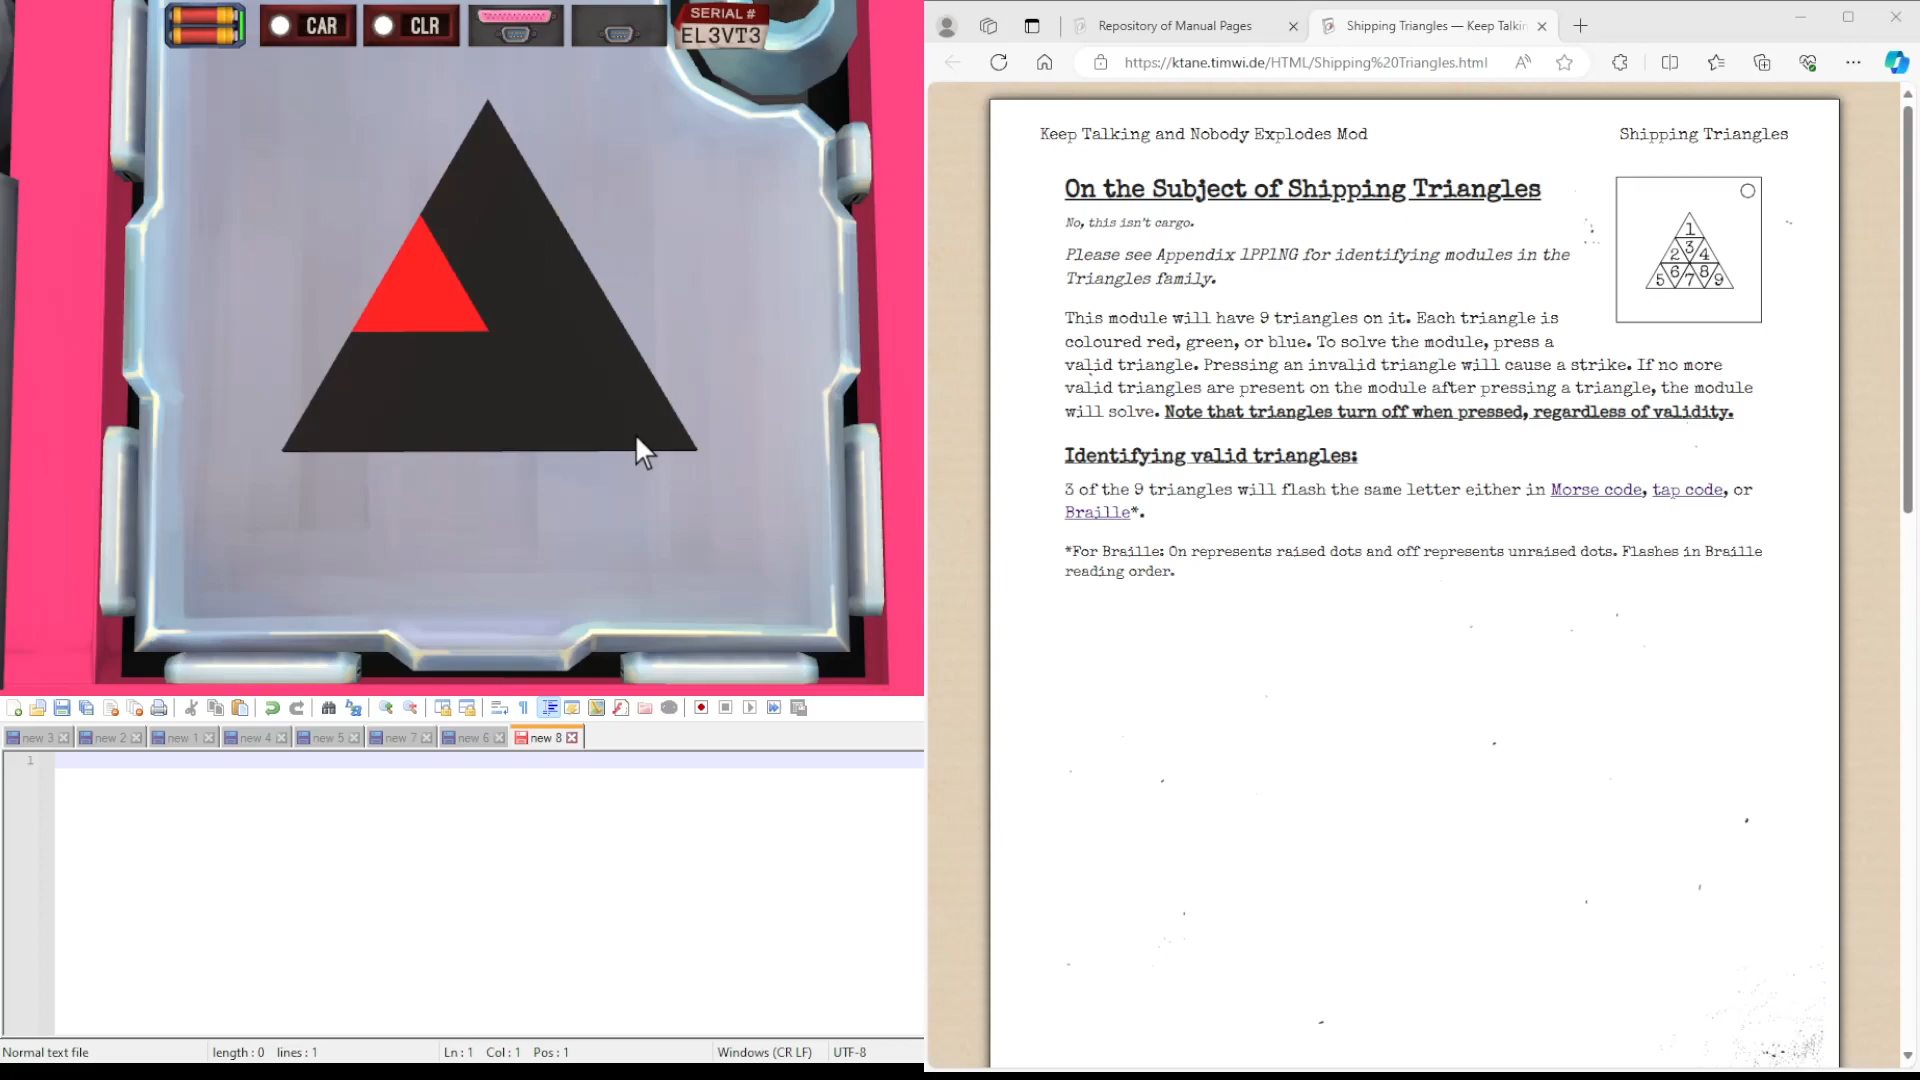 CAR
CLR
SERIAL #
EL3VT3
Repository of Manual Pages
Shipping Triangles — Keep Talkin
https://ktane.timwi.de/HTML/Shipping%20Triangles.html
Keep Talking and Nobody Explodes Mod
Shipping Triangles
On the Subject of Shipping Triangles
No, this isn't cargo.
Please see Appendix lPPlNG for identifying modules in the
Triangles family.
This module will have 9 triangles on it. Each triangle is
coloured red, green, or blue. To solve the module, press a
valid triangle. Pressing an invalid triangle will cause a strike. If no more
valid triangles are present on the module after pressing a triangle, the module
will solve. Note that triangles turn off when pressed, regardless of validity.
1
2 3 4
5 6 7 8 9
Identifying valid triangles:
3 of the 9 triangles will flash the same letter either in Morse code, tap code, or
Braille*.
*For Braille: On represents raised dots and off represents unraised dots. Flashes in Braille
reading order.
new 3 new 2 new 1 new 4 new 5 new 7 new 6 new 8
1
Normal text file length : 0 lines : 1 Ln : 1 Col : 1 Pos : 1 Windows (CR LF) UTF-8